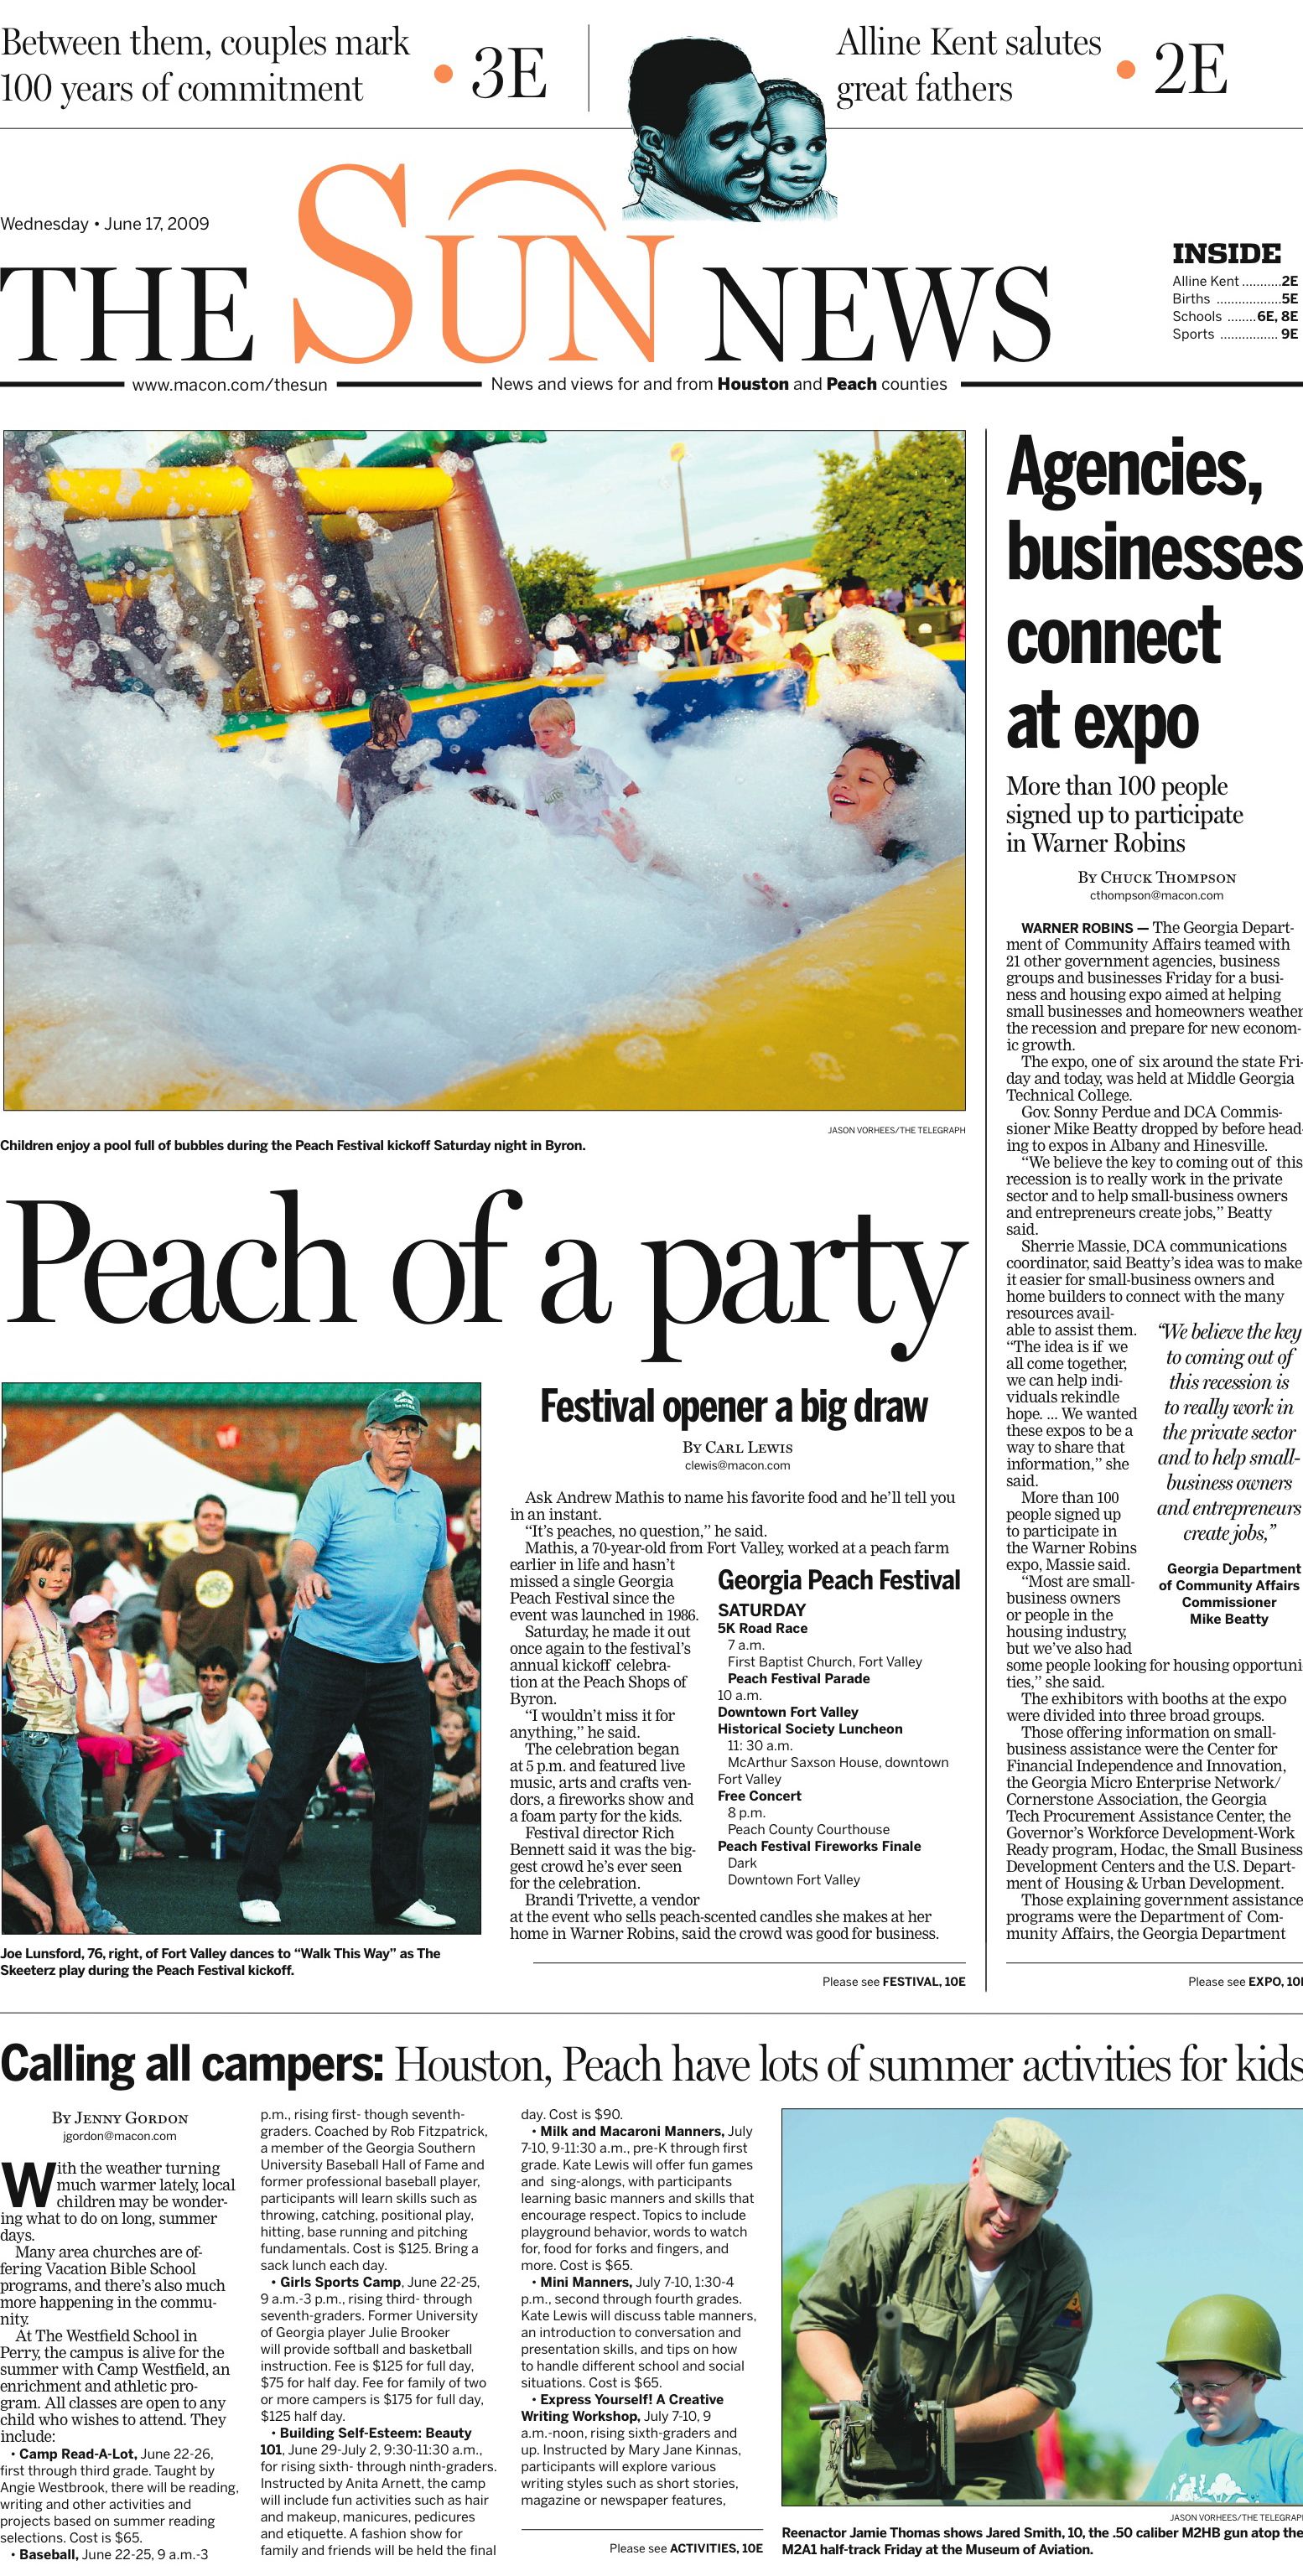 Between them, couples mark
100 years of commitment
• 3E
Alline Kent salutes
great fathers
• 2E
Wednesday • June 17, 2009
THE SUN NEWS
INSIDE
Alline Kent ..........2E
Births .................5E
Schools ........6E, 8E
Sports ............... 9E
www.macon.com/thesun
News and views for and from Houston and Peach counties
JASON VORHEES/THE TELEGRAPH
Children enjoy a pool full of bubbles during the Peach Festival kickoff Saturday night in Byron.
Peach of a party
Joe Lunsford, 76, right, of Fort Valley dances to “Walk This Way” as The
Skeeterz play during the Peach Festival kickoff.
Festival opener a big draw
BY CARL LEWIS
clewis@macon.com
Ask Andrew Mathis to name his favorite food and he’ll tell you
in an instant.
“It’s peaches, no question,” he said.
Mathis, a 70-year-old from Fort Valley, worked at a peach farm
earlier in life and hasn’t
missed a single Georgia
Peach Festival since the
event was launched in 1986.
Saturday, he made it out
once again to the festival’s
annual kickoff celebra-
tion at the Peach Shops of
Byron.
“I wouldn’t miss it for
anything,” he said.
The celebration began
at 5 p.m. and featured live
music, arts and crafts ven-
dors, a fireworks show and
a foam party for the kids.
Festival director Rich
Bennett said it was the big-
gest crowd he’s ever seen
for the celebration.
Brandi Trivette, a vendor
at the event who sells peach-scented candles she makes at her
home in Warner Robins, said the crowd was good for business.
Georgia Peach Festival
SATURDAY
5K Road Race
7 a.m.
First Baptist Church, Fort Valley
Peach Festival Parade
10 a.m.
Downtown Fort Valley
Historical Society Luncheon
11: 30 a.m.
McArthur Saxson House, downtown
Fort Valley
Free Concert
8 p.m.
Peach County Courthouse
Peach Festival Fireworks Finale
Dark
Downtown Fort Valley
Please see FESTIVAL, 10E
Agencies,
businesses
connect
at expo
More than 100 people
signed up to participate
in Warner Robins
BY CHUCK THOMPSON
cthompson@macon.com
WARNER ROBINS — The Georgia Depart-
ment of Community Affairs teamed with
21 other government agencies, business
groups and businesses Friday for a busi-
ness and housing expo aimed at helping
small businesses and homeowners weather
the recession and prepare for new econom-
ic growth.
The expo, one of six around the state Fri-
day and today, was held at Middle Georgia
Technical College.
Gov. Sonny Perdue and DCA Commis-
sioner Mike Beatty dropped by before head-
ing to expos in Albany and Hinesville.
“We believe the key to coming out of this
recession is to really work in the private
sector and to help small-business owners
and entrepreneurs create jobs,” Beatty
said.
Sherrie Massie, DCA communications
coordinator, said Beatty’s idea was to make
it easier for small-business owners and
home builders to connect with the many
resources avail-
able to assist them.
“The idea is if we
all come together,
we can help indi-
viduals rekindle
hope. ... We wanted
these expos to be a
way to share that
information,” she
said.
More than 100
people signed up
to participate in
the Warner Robins
expo, Massie said.
“Most are small-
business owners
or people in the
housing industry,
but we’ve also had
some people looking for housing opportuni
ties,” she said.
The exhibitors with booths at the expo
were divided into three broad groups.
Those offering information on small-
business assistance were the Center for
Financial Independence and Innovation,
the Georgia Micro Enterprise Network/
Cornerstone Association, the Georgia
Tech Procurement Assistance Center, the
Governor’s Workforce Development-Work
Ready program, Hodac, the Small Business
Development Centers and the U.S. Depart-
ment of Housing & Urban Development.
Those explaining government assistance
programs were the Department of Com-
munity Affairs, the Georgia Department
“We believe the key
to coming out of
this recession is
to really work in
the private sector
and to help small-
business owners
and entrepreneurs
create jobs,”
Georgia Department
of Community Affairs
Commissioner
Mike Beatty
Please see EXPO, 10E
Calling all campers: Houston, Peach have lots of summer activities for kids
BY JENNY GORDON
jgordon@macon.com
With the weather turning
much warmer lately, local
children may be wonder-
ing what to do on long, summer
days.
Many area churches are of-
fering Vacation Bible School
programs, and there’s also much
more happening in the commu-
nity.
At The Westfield School in
Perry, the campus is alive for the
summer with Camp Westfield, an
enrichment and athletic pro-
gram. All classes are open to any
child who wishes to attend. They
include:
• Camp Read-A-Lot, June 22-26,
first through third grade. Taught by
Angie Westbrook, there will be reading,
writing and other activities and
projects based on summer reading
selections. Cost is $65.
• Baseball, June 22-25, 9 a.m.-3
p.m., rising first- though seventh-
graders. Coached by Rob Fitzpatrick,
a member of the Georgia Southern
University Baseball Hall of Fame and
former professional baseball player,
participants will learn skills such as
throwing, catching, positional play,
hitting, base running and pitching
fundamentals. Cost is $125. Bring a
sack lunch each day.
• Girls Sports Camp, June 22-25,
9 a.m.-3 p.m., rising third- through
seventh-graders. Former University
of Georgia player Julie Brooker
will provide softball and basketball
instruction. Fee is $125 for full day,
$75 for half day. Fee for family of two
or more campers is $175 for full day,
$125 half day.
• Building Self-Esteem: Beauty
101, June 29-July 2, 9:30-11:30 a.m.,
for rising sixth- through ninth-graders.
Instructed by Anita Arnett, the camp
will include fun activities such as hair
and makeup, manicures, pedicures
and etiquette. A fashion show for
family and friends will be held the final
day. Cost is $90.
• Milk and Macaroni Manners, July
7-10, 9-11:30 a.m., pre-K through first
grade. Kate Lewis will offer fun games
and sing-alongs, with participants
learning basic manners and skills that
encourage respect. Topics to include
playground behavior, words to watch
for, food for forks and fingers, and
more. Cost is $65.
• Mini Manners, July 7-10, 1:30-4
p.m., second through fourth grades.
Kate Lewis will discuss table manners,
an introduction to conversation and
presentation skills, and tips on how
to handle different school and social
situations. Cost is $65.
• Express Yourself! A Creative
Writing Workshop, July 7-10, 9
a.m.-noon, rising sixth-graders and
up. Instructed by Mary Jane Kinnas,
participants will explore various
writing styles such as short stories,
magazine or newspaper features,
Please see ACTIVITIES, 10E
JASON VORHEES/THE TELEGRAPH
Reenactor Jamie Thomas shows Jared Smith, 10, the .50 caliber M2HB gun atop the
M2A1 half-track Friday at the Museum of Aviation.